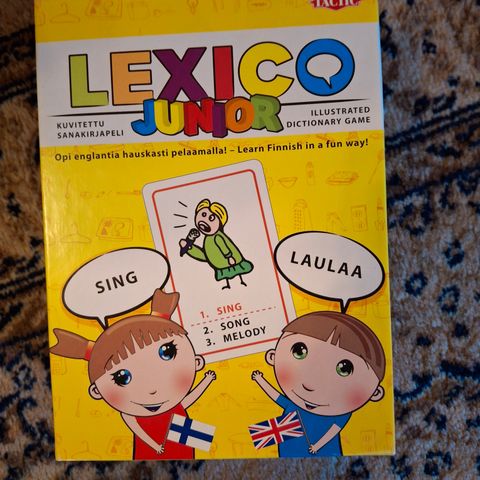 TACTIC
LEXICO
JUNIOR
KUVITETTU
SANAKIRJAPELI
ILLUSTRATED
DICTIONARY GAME
Opi englantia hauskasti pelaamalla! – Learn Finnish in a fun way!
SING
LAULAA
1. SING
2. SONG
3. MELODY